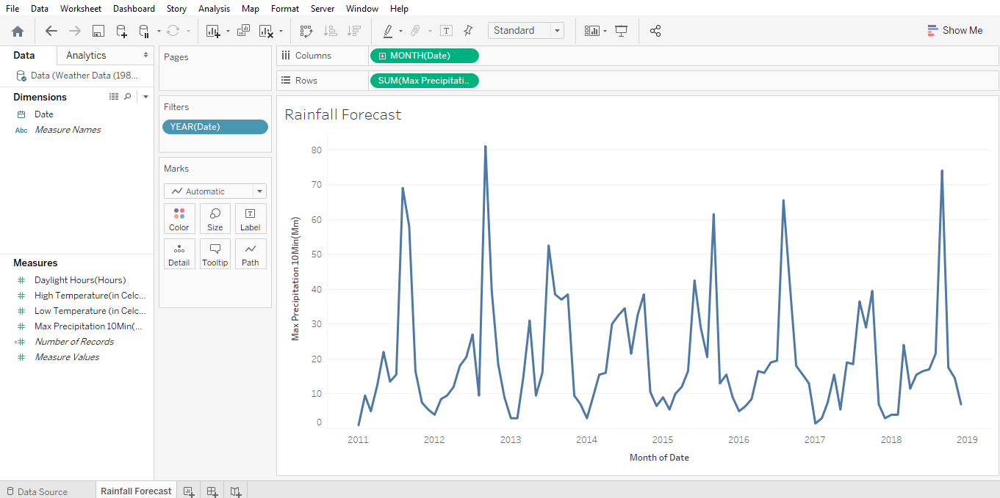 File Data Worksheet Dashboard Story Analysis Map Format Server Window Help
Standard
Show Me
Data Analytics
Data (Weather Data (198...
Dimensions
Date
Abc Measure Names
Measures
Daylight Hours(Hours)
High Temperature(in Celc...
Low Temperature (in Celc...
Max Precipitation 10Min(...
Number of Records
Measure Values
Pages
Filters
YEAR(Date)
Marks
Automatic
Color Size Label
Detail Tooltip Path
Columns MONTH(Date)
Rows SUM(Max Precipitati..
Rainfall Forecast
80
70
60
50
40
30
20
10
0
Max Precipitation 10Min(Mm)
2011 2012 2013 2014 2015 2016 2017 2018 2019
Month of Date
Data Source Rainfall Forecast